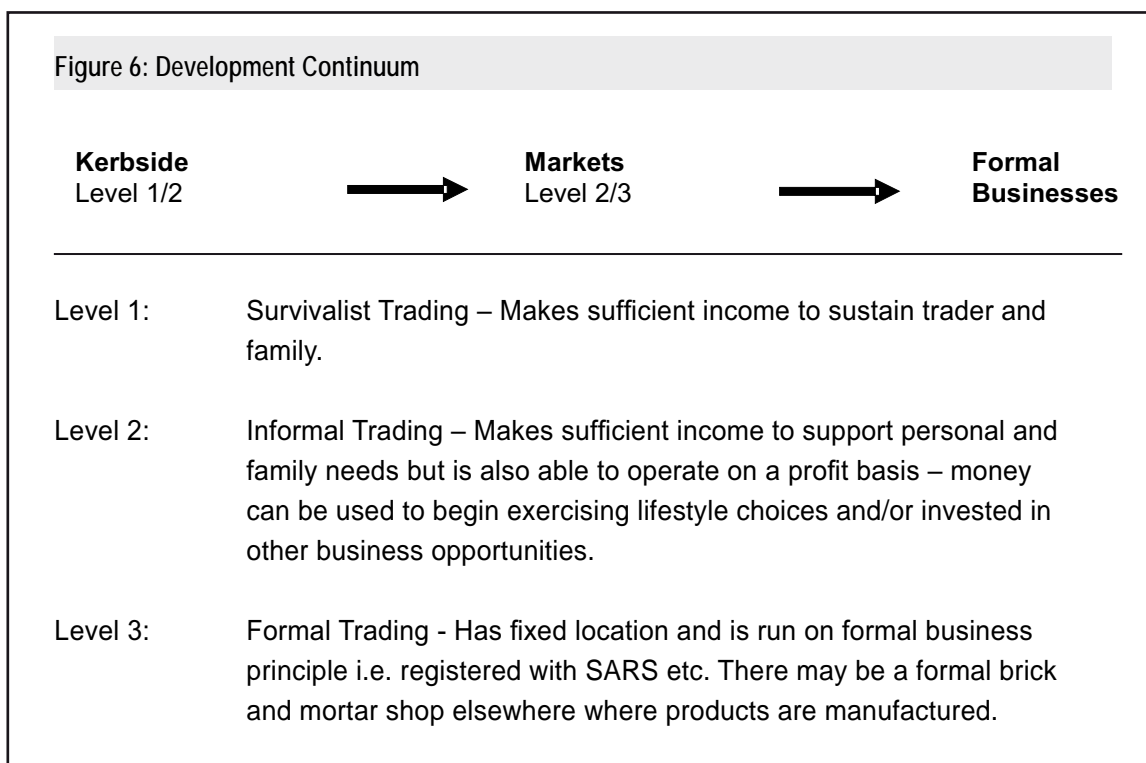 Figure 6: Development Continuum
Kerbside Markets Formal
Level 1/2 Level 2/3 Businesses
Level 1: Survivalist Trading – Makes sufficient income to sustain trader and
family.
Level 2: Informal Trading – Makes sufficient income to support personal and
family needs but is also able to operate on a profit basis – money
can be used to begin exercising lifestyle choices and/or invested in
other business opportunities.
Level 3: Formal Trading - Has fixed location and is run on formal business
principle i.e. registered with SARS etc. There may be a formal brick
and mortar shop elsewhere where products are manufactured.